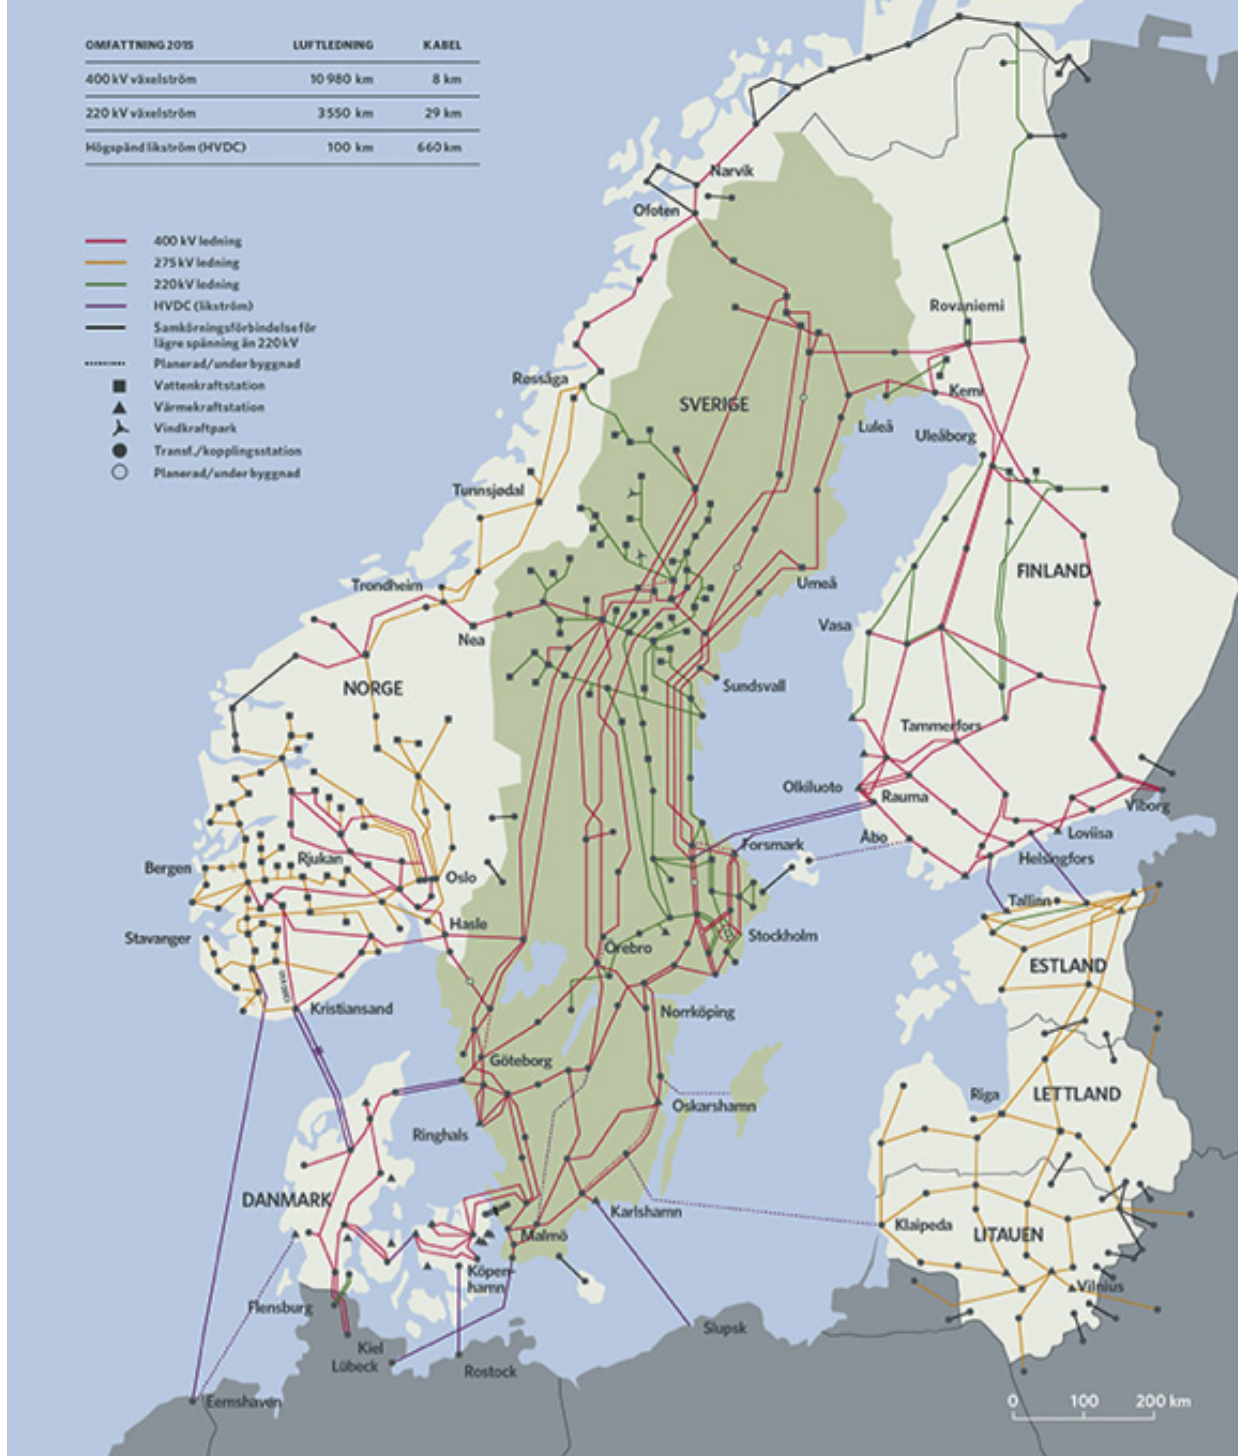 OMFATTNING 2015 LUFTLEDNING KABEL
400 kV växelström 10 980 km 8 km
220 kV växelström 3 550 km 29 km
Högspänd likström (HVDC) 100 km 660 km
400 kV ledning
275 kV ledning
220 kV ledning
HVDC (likström)
Samkörningsförbindelse för
lägre spänning än 220 kV
Planerad/under byggnad
Vattenkraftstation
Värmekraftstation
Vindkraftpark
Transf./kopplingsstation
Planerad/under byggnad
Narvik
Ofoten
Rovaniemi
Røssåga
Kemi
SVERIGE
Luleå
Uleåborg
Tunnsjødal
FINLAND
Trondheim
Umeå
Vasa
Nea
NORGE
Sundsvall
Tammerfors
Olkiluoto
Rauma
Viborg
Åbo
Loviisa
Forsmark
Helsingfors
Rjukan
Bergen
Oslo
Tallinn
Hasle
Stavanger
Stockholm
Örebro
ESTLAND
Kristiansand
Norrköping
Göteborg
Riga
LETTLAND
Oskarshamn
Ringhals
DANMARK
Karlshamn
Klaipeda
LITAUEN
Malmö
Köpen-
hamn
Vilnius
Flensburg
Slupsk
Kiel
Lübeck
Rostock
Eemshaven
0 100 200 km